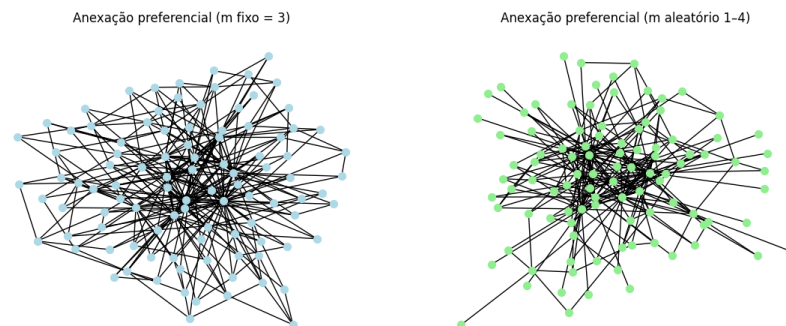 Anexação preferencial (m fixo = 3)
Anexação preferencial (m aleatório 1–4)